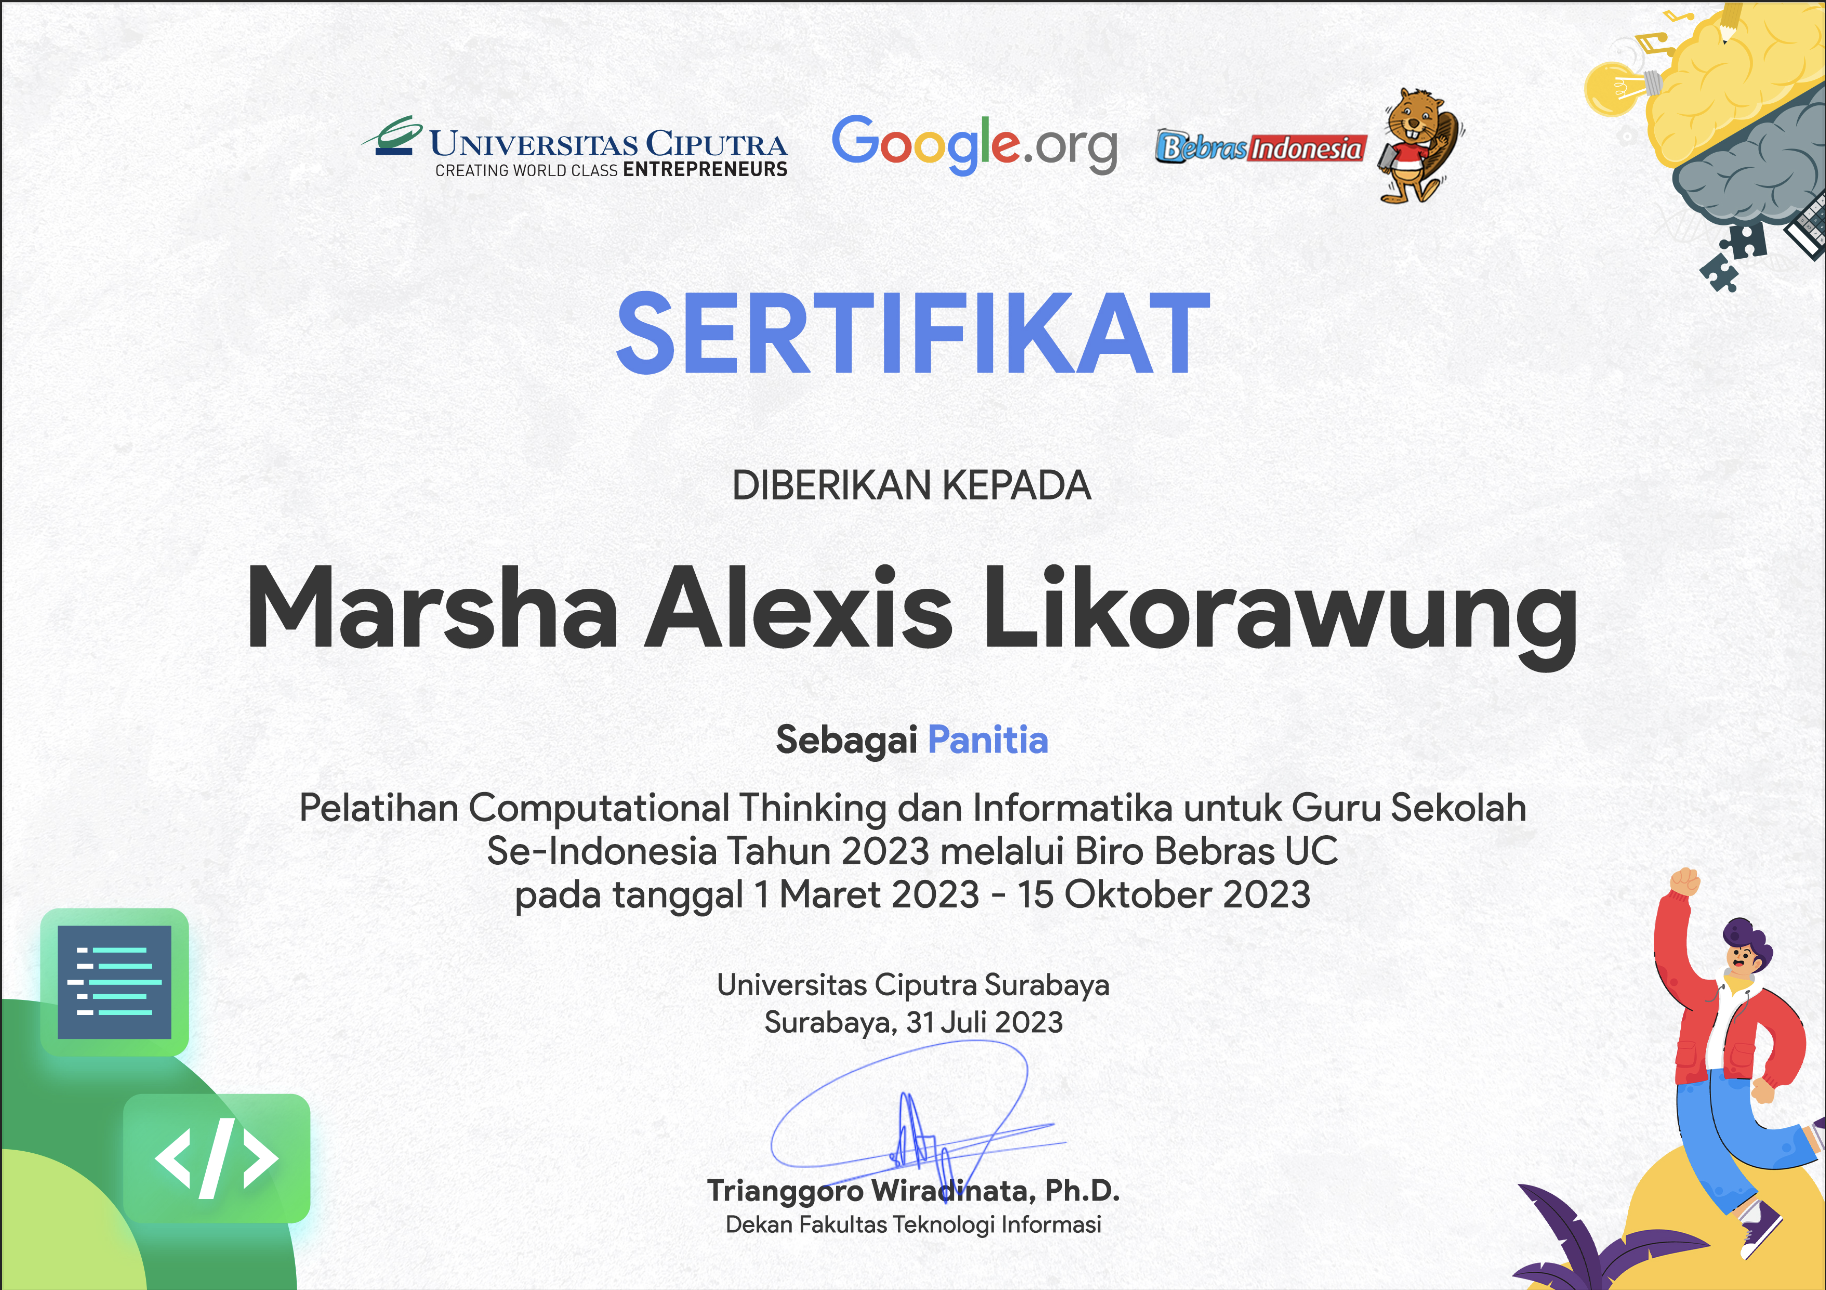 UNIVERSITAS CIPUTRA
CREATING WORLD CLASS ENTREPRENEURS
Google.org
Bebras Indonesia
SERTIFIKAT
DIBERIKAN KEPADA
Marsha Alexis Likorawung
Sebagai Panitia
Pelatihan Computational Thinking dan Informatika untuk Guru Sekolah
Se-Indonesia Tahun 2023 melalui Biro Bebras UC
pada tanggal 1 Maret 2023 - 15 Oktober 2023
Universitas Ciputra Surabaya
Surabaya, 31 Juli 2023
Trianggoro Wiradinata, Ph.D.
Dekan Fakultas Teknologi Informasi